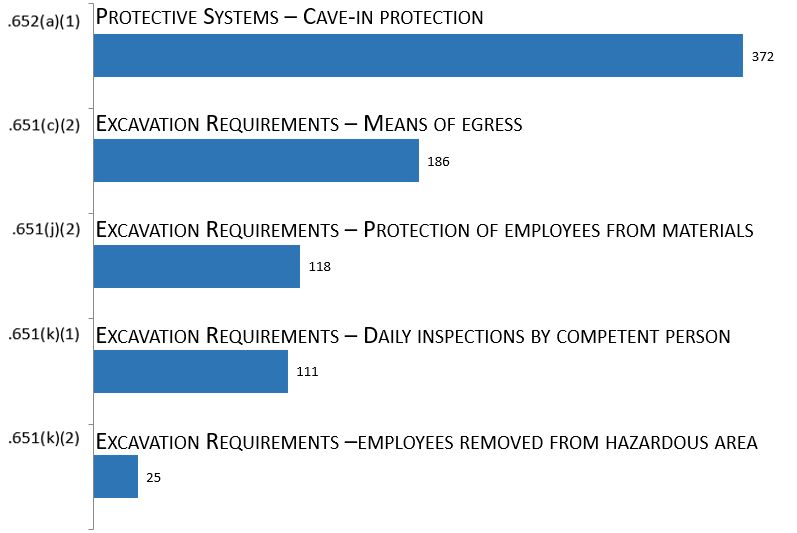 .652(a)(1) Protective Systems – Cave-in protection
372
.651(c)(2) Excavation Requirements – Means of egress
186
.651(j)(2) Excavation Requirements – Protection of employees from materials
118
.651(k)(1) Excavation Requirements – Daily inspections by competent person
111
.651(k)(2) Excavation Requirements –employees removed from hazardous area
25